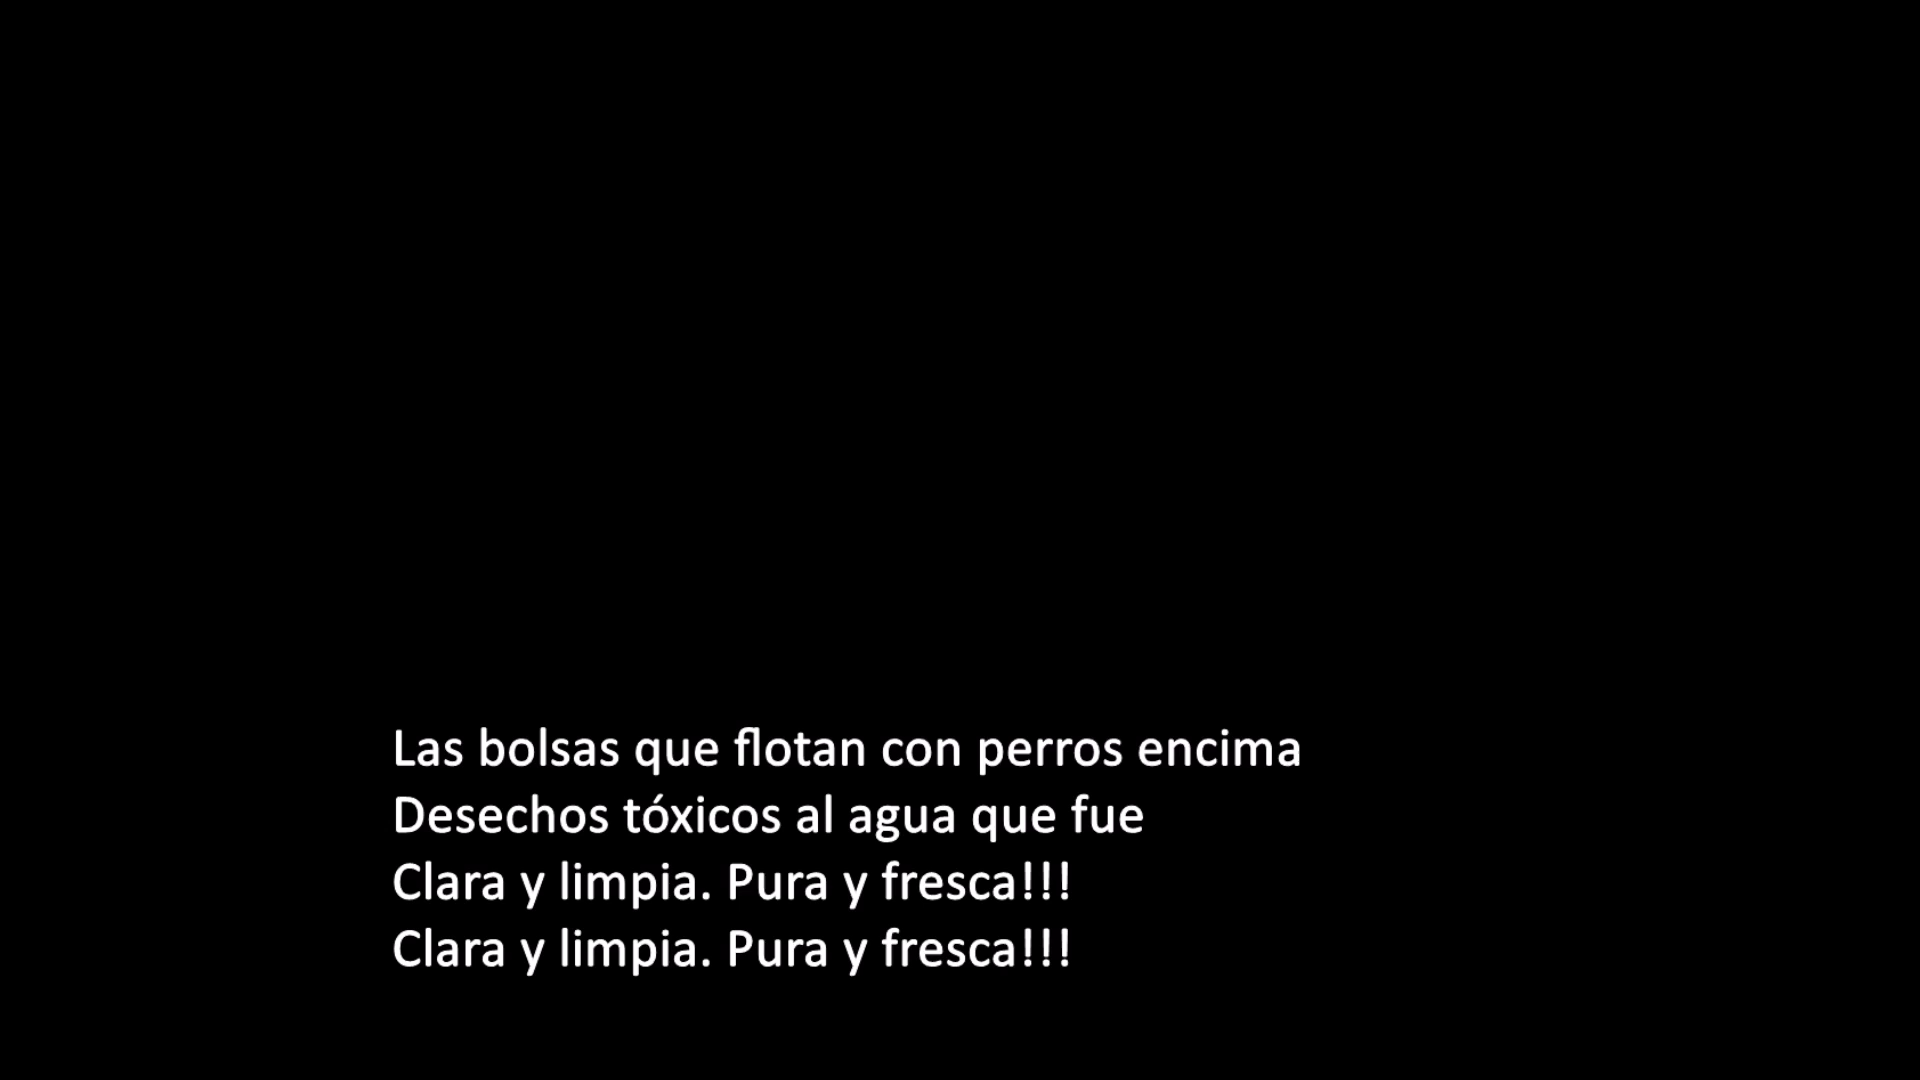 Las bolsas que flotan con perros encima
Desechos tóxicos al agua que fue
Clara y limpia. Pura y fresca!!!
Clara y limpia. Pura y fresca!!!